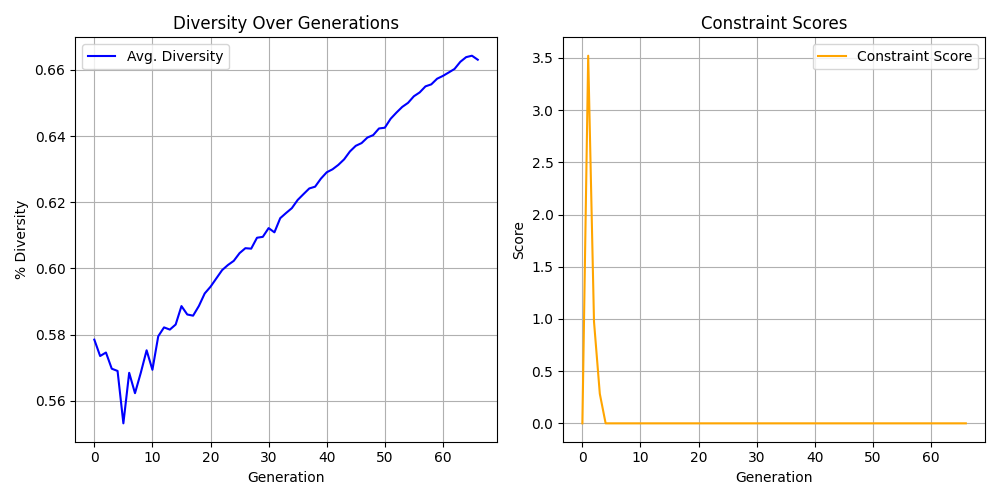 Diversity Over Generations
Avg. Diversity
% Diversity
0.66
0.64
0.62
0.60
0.58
0.56
0 10 20 30 40 50 60
Generation
Constraint Scores
Constraint Score
Score
3.5
3.0
2.5
2.0
1.5
1.0
0.5
0.0
0 10 20 30 40 50 60
Generation